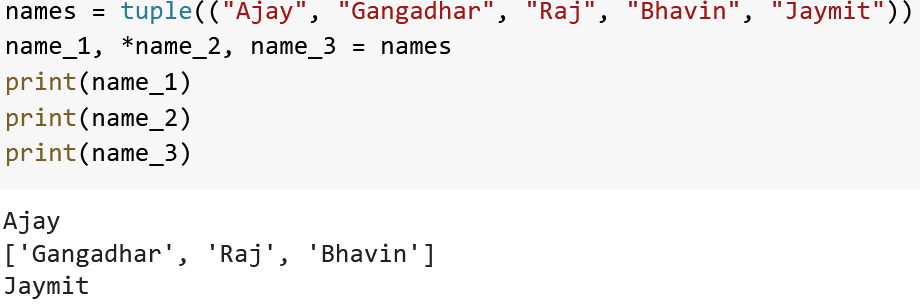 names = tuple(("Ajay", "Gangadhar", "Raj", "Bhavin", "Jaymit"))
name_1, *name_2, name_3 = names
print(name_1)
print(name_2)
print(name_3)
Ajay
['Gangadhar', 'Raj', 'Bhavin']
Jaymit